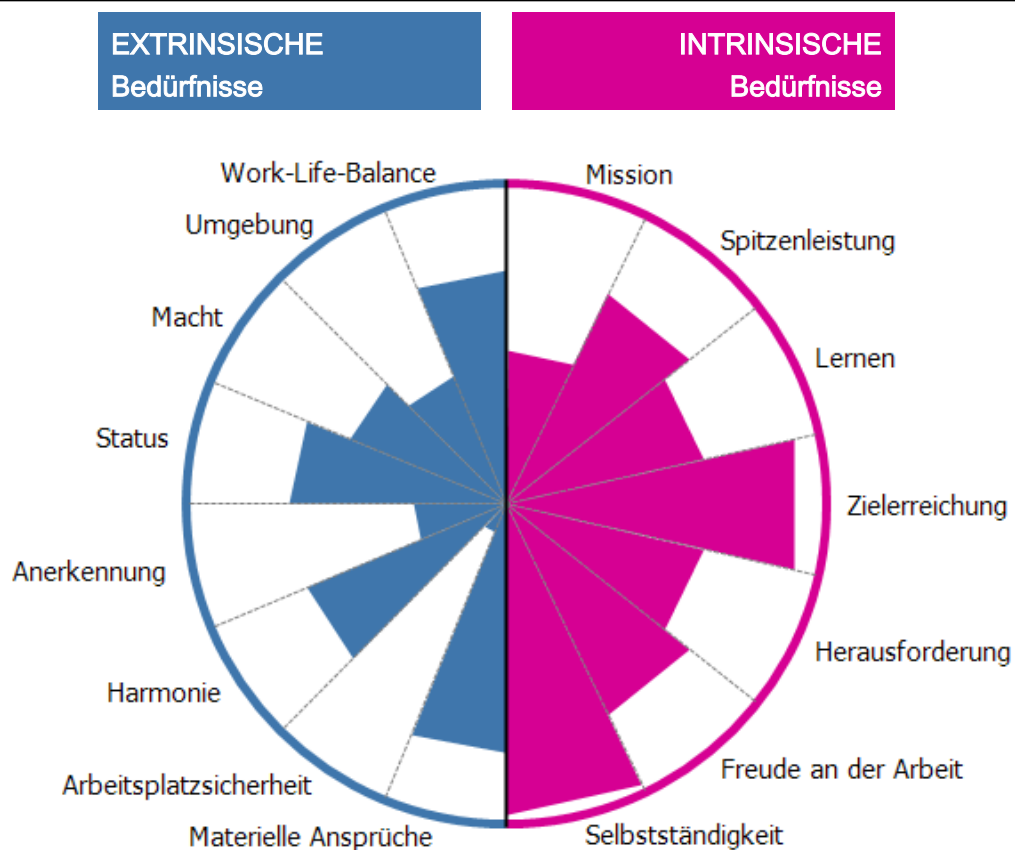 EXTRINSISCHE
Bedürfnisse
INTRINSISCHE
Bedürfnisse
Work-Life-Balance
Umgebung
Macht
Status
Anerkennung
Harmonie
Arbeitsplatzsicherheit
Materielle Ansprüche
Mission
Spitzenleistung
Lernen
Zielerreichung
Herausforderung
Freude an der Arbeit
Selbstständigkeit